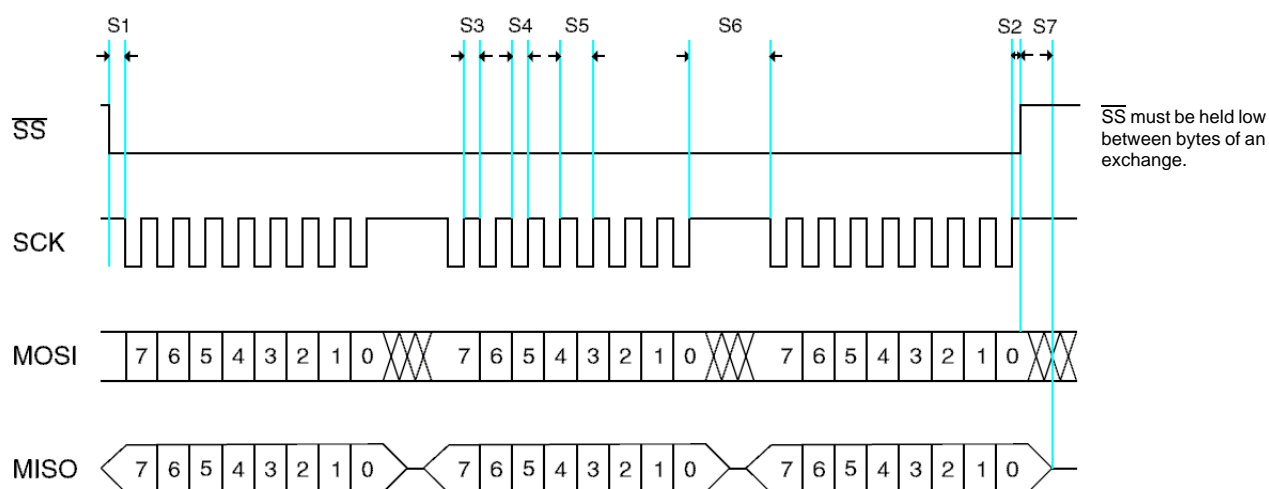 S1 S3 S4 S5 S6 S2 S7
SS
SS must be held low
between bytes of an
exchange.
SCK
MOSI 7 6 5 4 3 2 1 0 7 6 5 4 3 2 1 0 7 6 5 4 3 2 1 0
MISO 7 6 5 4 3 2 1 0 7 6 5 4 3 2 1 0 7 6 5 4 3 2 1 0